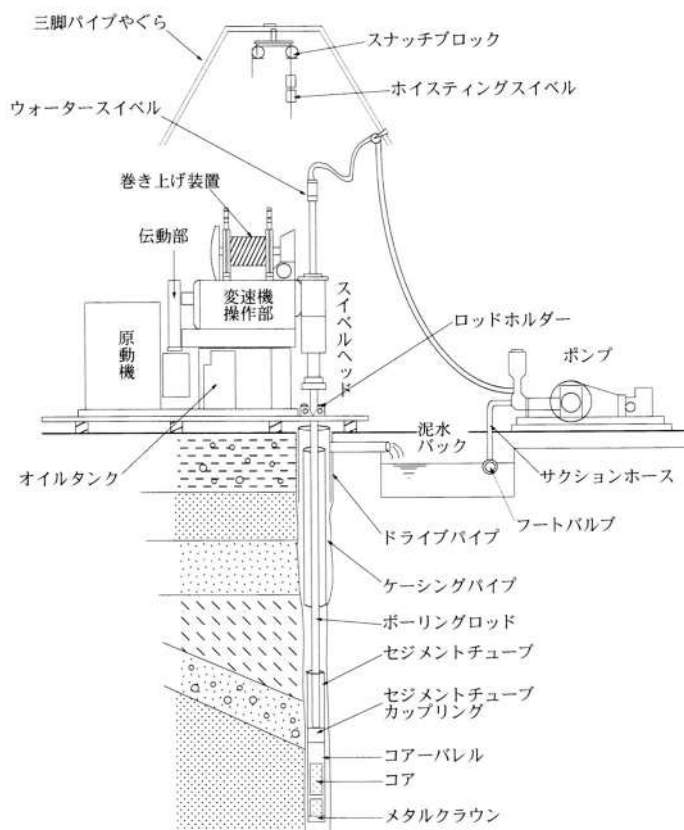 三脚パイプやぐら
スナッチブロック
ホイスティングスイベル
ウォータースイベル
巻き上げ装置
伝動部
変速機
操作部
スイベルヘッド
原動機
ロッドホルダー
ポンプ
泥水
バック
オイルタンク
サクションホース
フートバルブ
ドライブパイプ
ケーシングパイプ
ボーリングロッド
セジメントチューブ
セジメントチューブ
カップリング
コアーバレル
コア
メタルクラウン